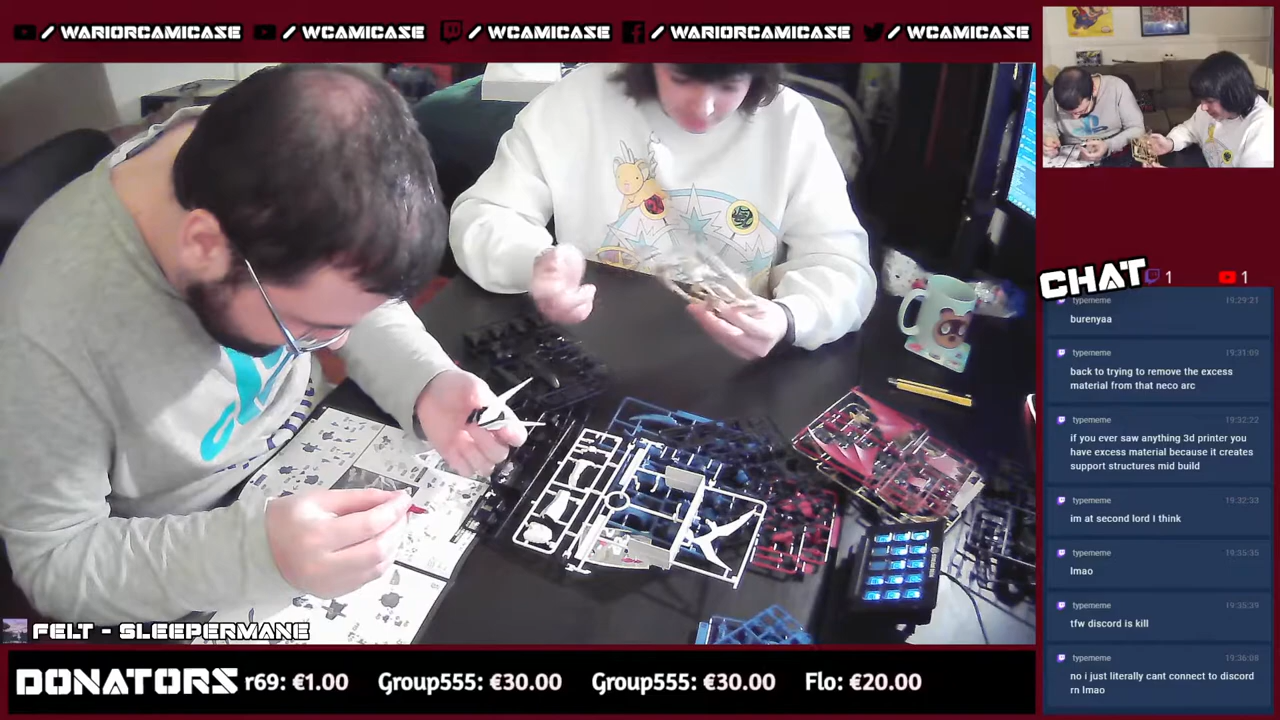 / WARIORCAMICASE / WCAMICASE / WCAMICASE / WARIORCAMICASE / WCAMICASE
CHAT 1 1
typememe 19:29:21
burenyaa
typememe 19:31:09
back to trying to remove the excess
material from that neco arc
typememe 19:32:22
if you ever saw anything 3d printer you
have excess material because it creates
support structures mid build
typememe 19:32:33
im at second lord I think
typememe 19:35:35
lmao
typememe 19:35:39
tfw discord is kill
typememe 19:36:08
no i just literally cant connect to discord
rn lmao
FELT - SLEEPERMANE
DONATORS r69: €1.00 Group555: €30.00 Group555: €30.00 Flo: €20.00